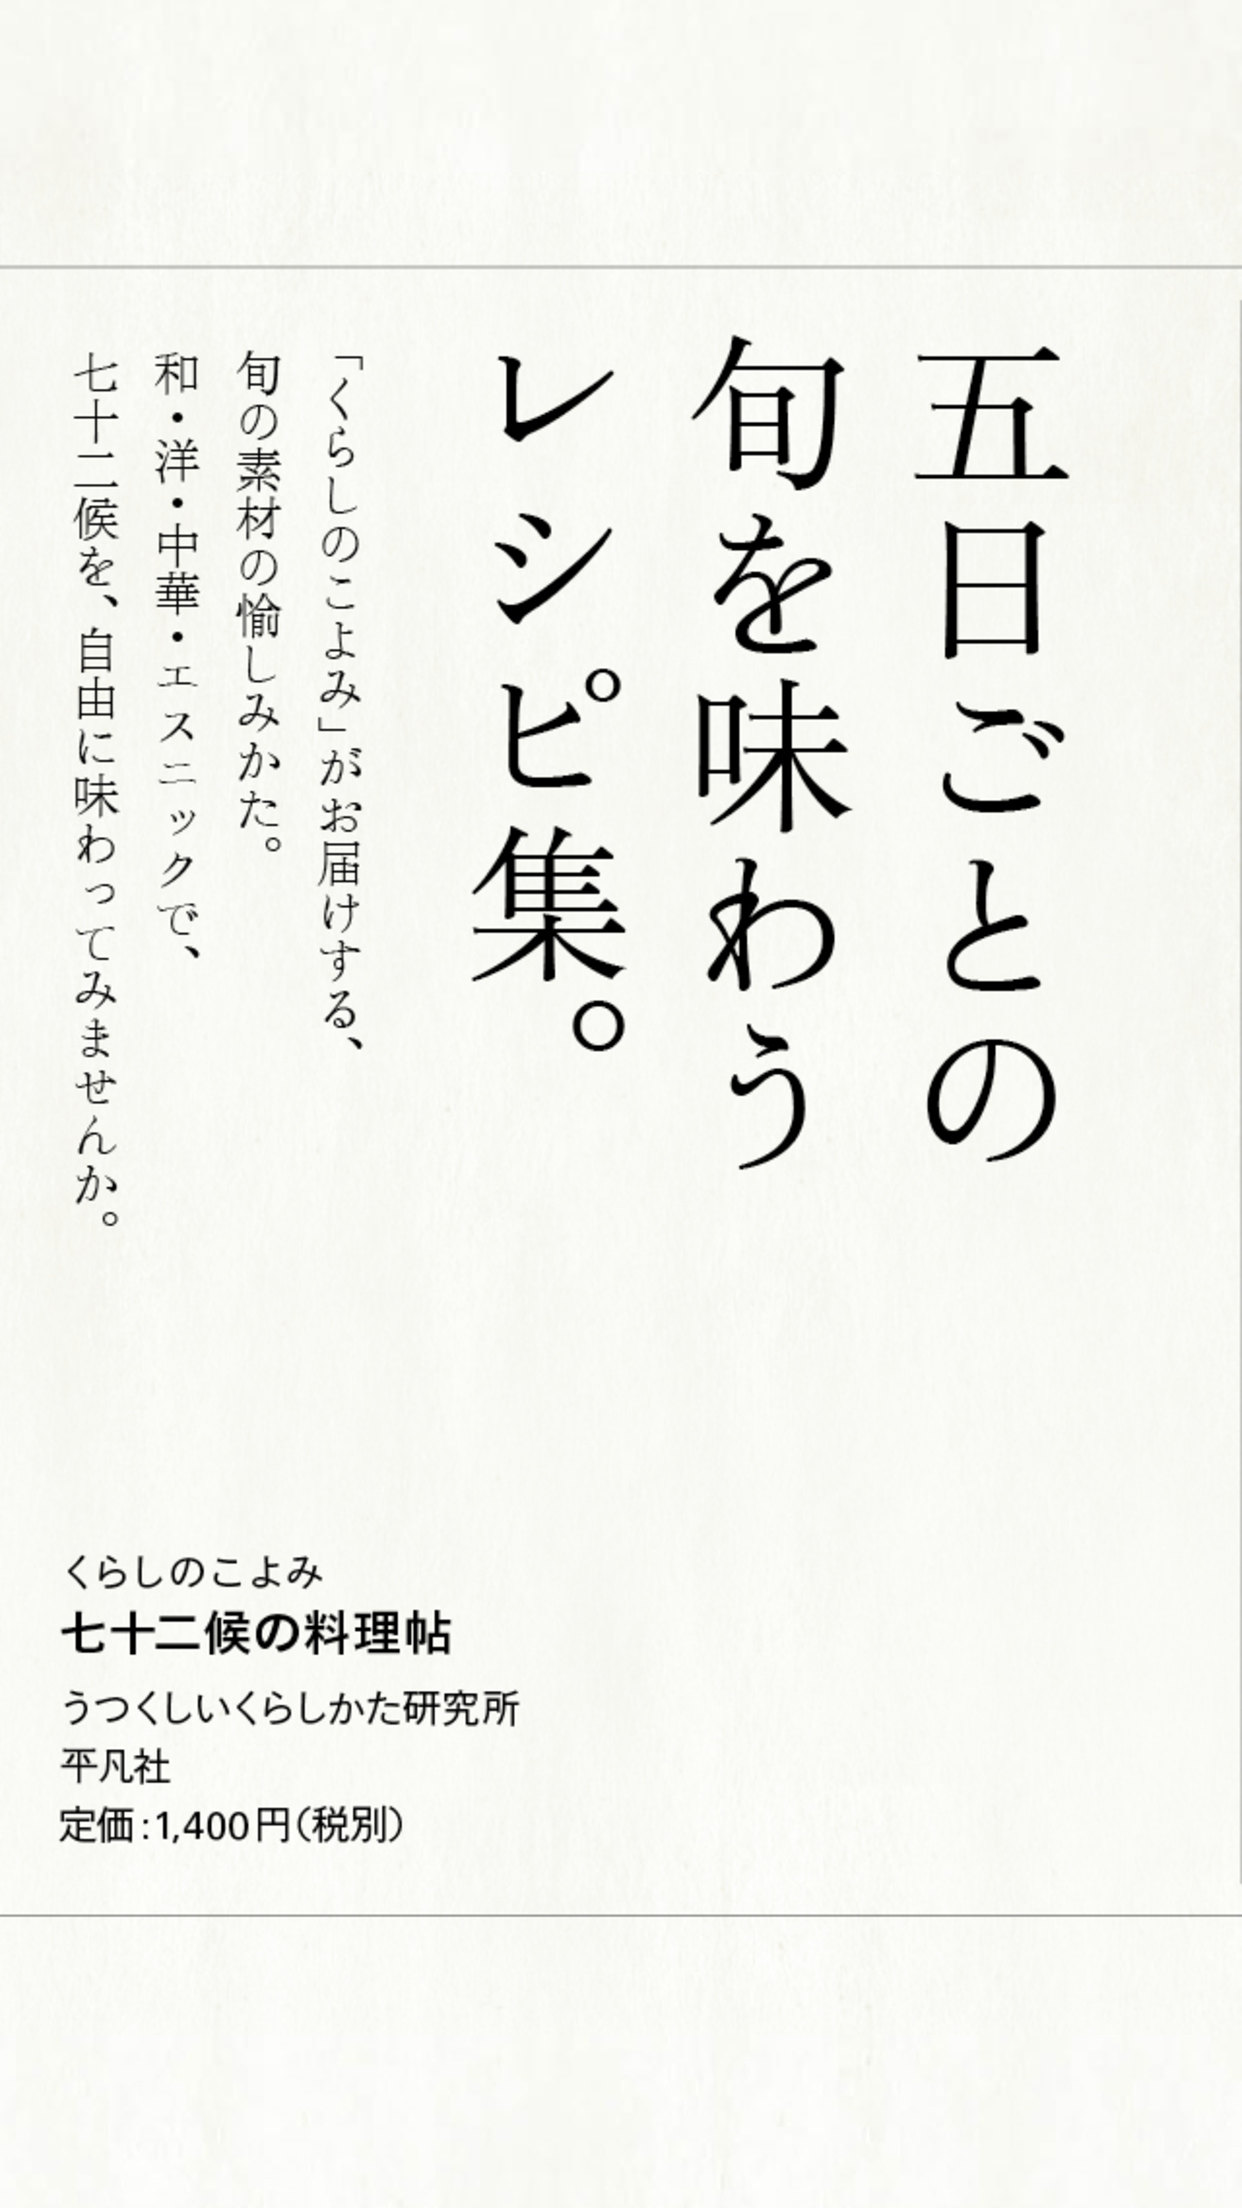 五日ごとの
旬を味わう
レシピ集。
「くらしのこよみ」がお届けする、
旬の素材の愉しみかた。
和・洋・中華・エスニックで、
七十二候を、自由に味わってみませんか。
くらしのこよみ
七十二候の料理帖
うつくしいくらしかた研究所
平凡社
定価:1,400円(税別)